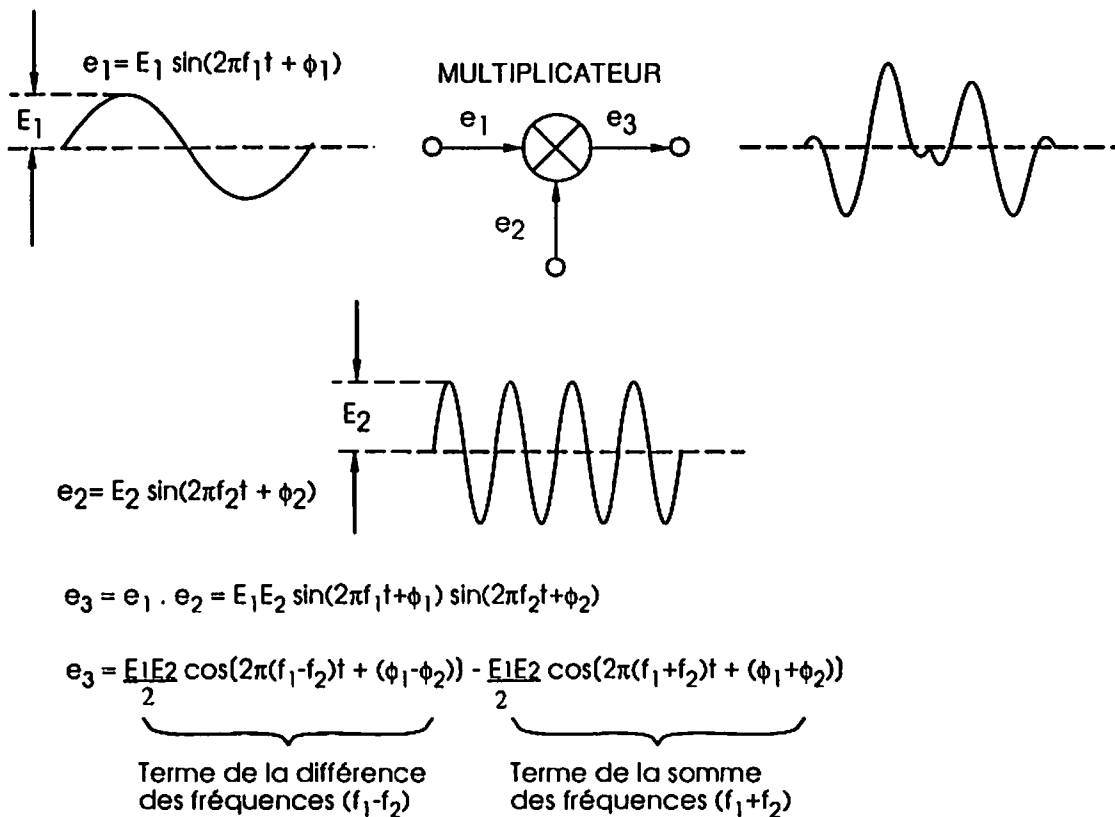 e₁= E₁ sin(2πf₁t + ϕ₁)
E₁
MULTIPLICATEUR
e₁
e₃
e₂
E₂
e₂= E₂ sin(2πf₂t + ϕ₂)
e₃ = e₁ . e₂ = E₁E₂ sin(2πf₁t+ϕ₁) sin(2πf₂t+ϕ₂)
e₃ = E1E2/2 cos(2π(f₁-f₂)t + (ϕ₁-ϕ₂)) - E1E2/2 cos(2π(f₁+f₂)t + (ϕ₁+ϕ₂))
Terme de la différence
des fréquences (f₁-f₂)
Terme de la somme
des fréquences (f₁+f₂)